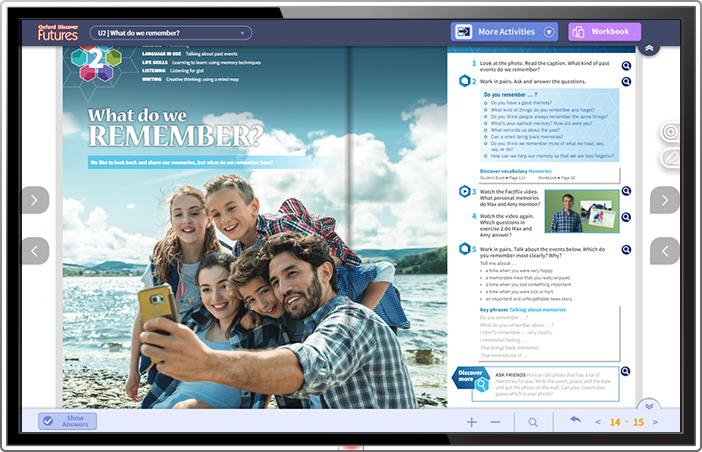 Oxford Discover
Futures
U2 | What do we remember?
More Activities
Workbook
2
LANGUAGE IN USE Talking about past events
LIFE SKILLS Learning to learn: using memory techniques
LISTENING Listening for gist
WRITING Creative thinking: using a mind map
What do we
REMEMBER?
We like to look back and share our memories, but what do we remember best?
1 Look at the photo. Read the caption. What kind of past
events do we remember?
2 Work in pairs. Ask and answer the questions.
Do you remember ... ?
Do you have a good memory?
What kind of things do you remember and forget?
Do you think people always remember the same things?
What's your earliest memory? How old were you?
What reminds us about the past?
Can a smell bring back memories?
Do you think we remember more of what we hear, see,
say, or do?
How can we help our memory so that we are less forgetful?
Discover vocabulary Memories
Student Book • Page 114 Workbook • Page 10
3 Watch the Factflix video.
What personal memories
do Max and Amy mention?
4 Watch the video again.
Which questions in
exercise 2 do Max and
Amy answer?
5 Work in pairs. Talk about the events below. Which do
you remember most clearly? Why?
Tell me about ...
• a time when you were very happy
• a memorable meal that you really enjoyed
• a time when you lost something important
• a time when you were sick or hurt
• an important and unforgettable news story
Key phrases Talking about memories
Do you remember ... ?
What do you remember about ... ?
I (don't) remember ... very clearly.
I remember feeling ...
That brings back memories.
That reminds me of ...
Discover
more
ASK FRIENDS Print an old photo that has a lot of
memories for you. Write the event, place, and the date
and put the photo on the wall. Can your classmates
guess which is your photo?
Show
Answers
14 - 15